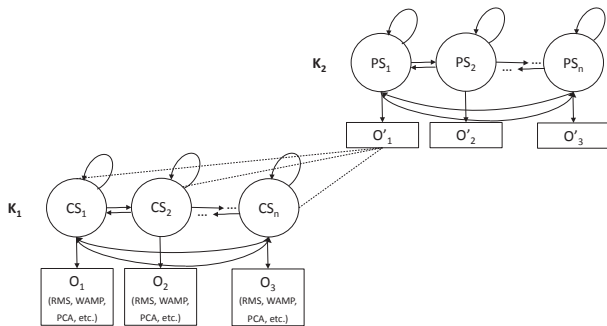 K₂ PS₁ PS₂ ... ... PSₙ
O'₁ O'₂ O'₃
K₁ CS₁ CS₂ ... ... CSₙ
O₁ O₂ O₃
(RMS, WAMP, (RMS, WAMP, (RMS, WAMP,
PCA, etc.) PCA, etc.) PCA, etc.)